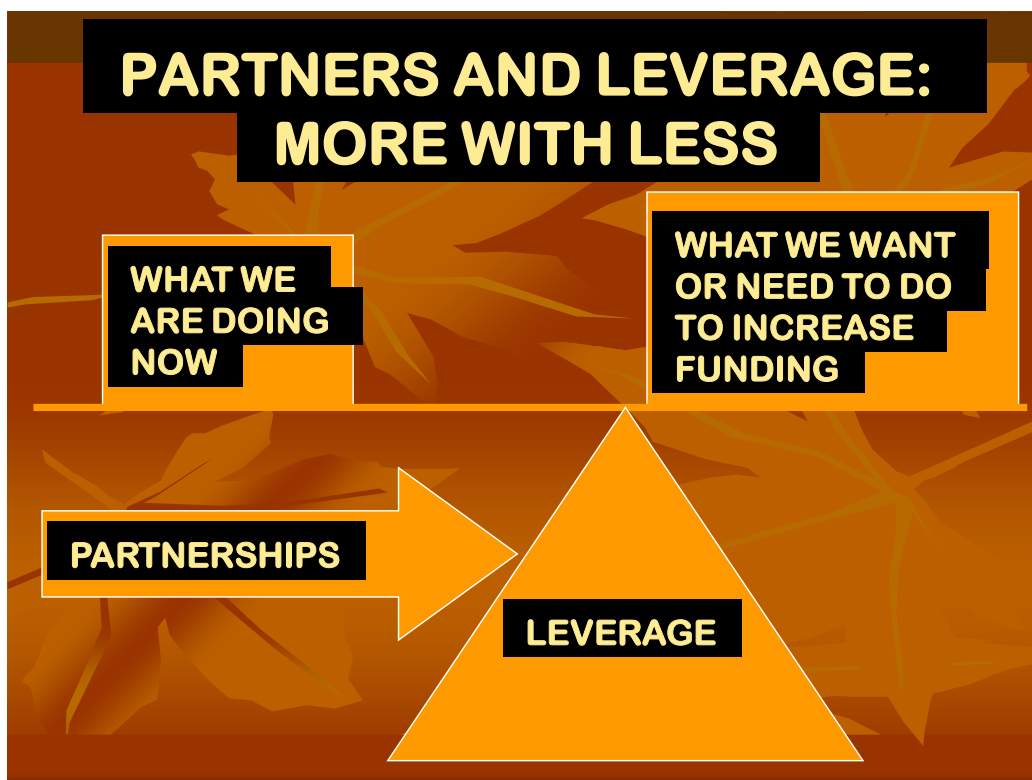 PARTNERS AND LEVERAGE:
MORE WITH LESS
WHAT WE
ARE DOING
NOW
WHAT WE WANT
OR NEED TO DO
TO INCREASE
FUNDING
PARTNERSHIPS
LEVERAGE